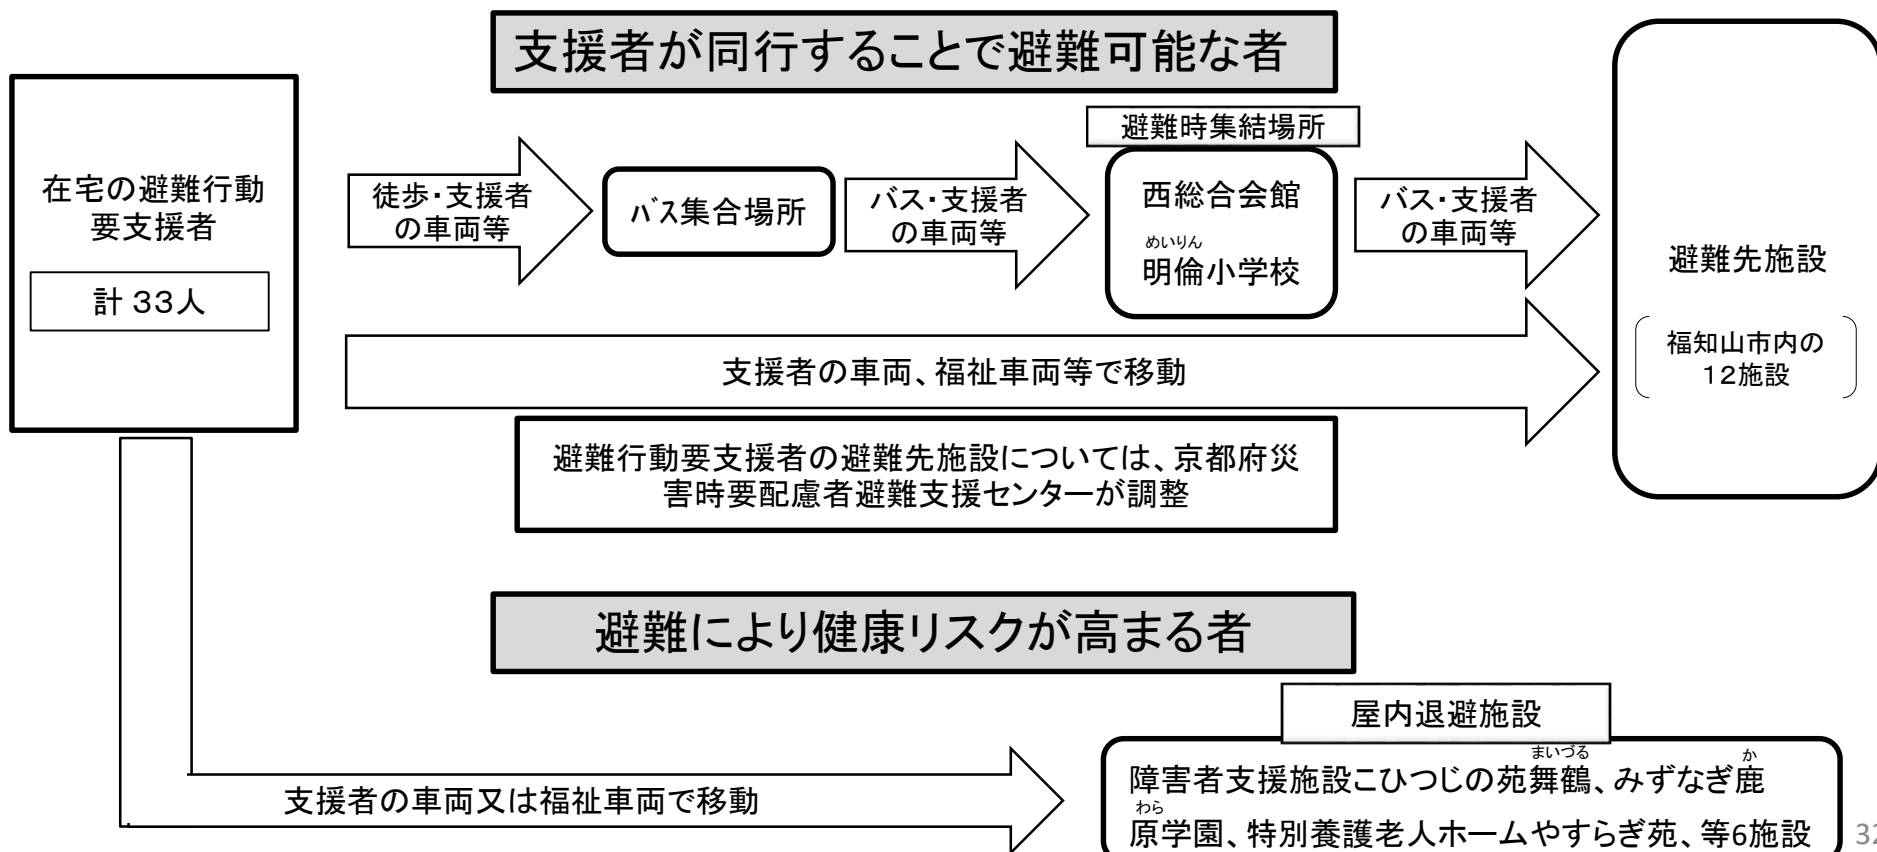 支援者が同行することで避難可能な者
在宅の避難行動
要支援者
計 33人
徒歩・支援者
の車両等
バス集合場所
バス・支援者
の車両等
避難時集結場所
西総合会館
めいりん
明倫小学校
バス・支援者
の車両等
避難先施設
福知山市内の
12施設
支援者の車両、福祉車両等で移動
避難行動要支援者の避難先施設については、京都府災
害時要配慮者避難支援センターが調整
避難により健康リスクが高まる者
屋内退避施設
支援者の車両又は福祉車両で移動
まいづる か
障害者支援施設こひつじの苑舞鶴、みずなぎ鹿
わら
原学園、特別養護老人ホームやすらぎ苑、等6施設
32